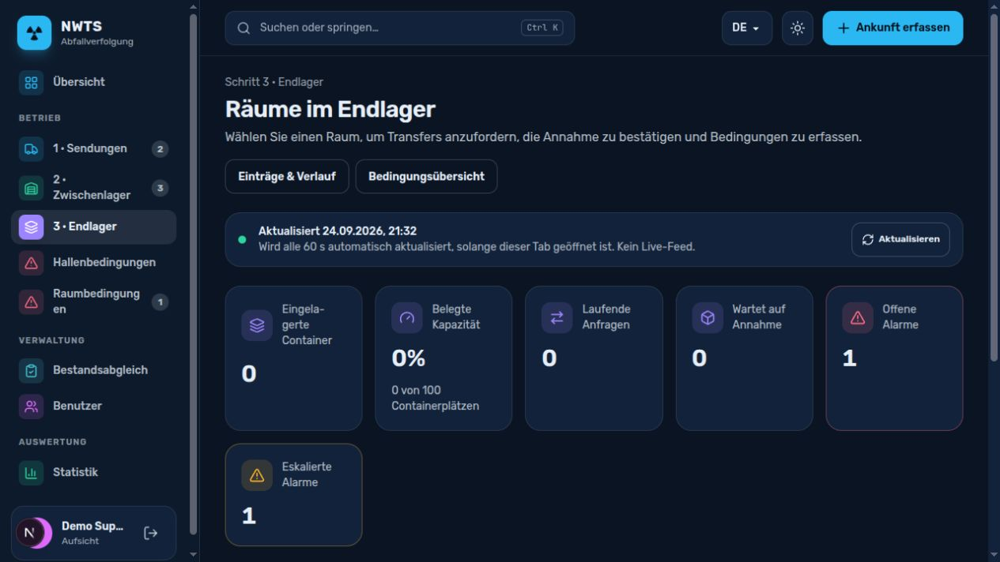 NWTS
Abfallverfolgung
Übersicht
BETRIEB
1 · Sendungen
2
2 ·
Zwischenlager
3
3 · Endlager
Hallenbedingungen
Raumbedingung
en
1
VERWALTUNG
Bestandsabgleich
Benutzer
AUSWERTUNG
Statistik
N
Demo Sup…
Aufsicht
Suchen oder springen…
Ctrl K
DE
Ankunft erfassen
Schritt 3 · Endlager
Räume im Endlager
Wählen Sie einen Raum, um Transfers anzufordern, die Annahme zu bestätigen und Bedingungen zu erfassen.
Einträge & Verlauf
Bedingungsübersicht
Aktualisiert 24.09.2026, 21:32
Wird alle 60 s automatisch aktualisiert, solange dieser Tab geöffnet ist. Kein Live-Feed.
Aktualisieren
Eingela-
gerte
Container
0
Belegte
Kapazität
0%
0 von 100
Containerplätzen
Laufende
Anfragen
0
Wartet auf
Annahme
0
Offene
Alarme
1
Eskalierte
Alarme
1